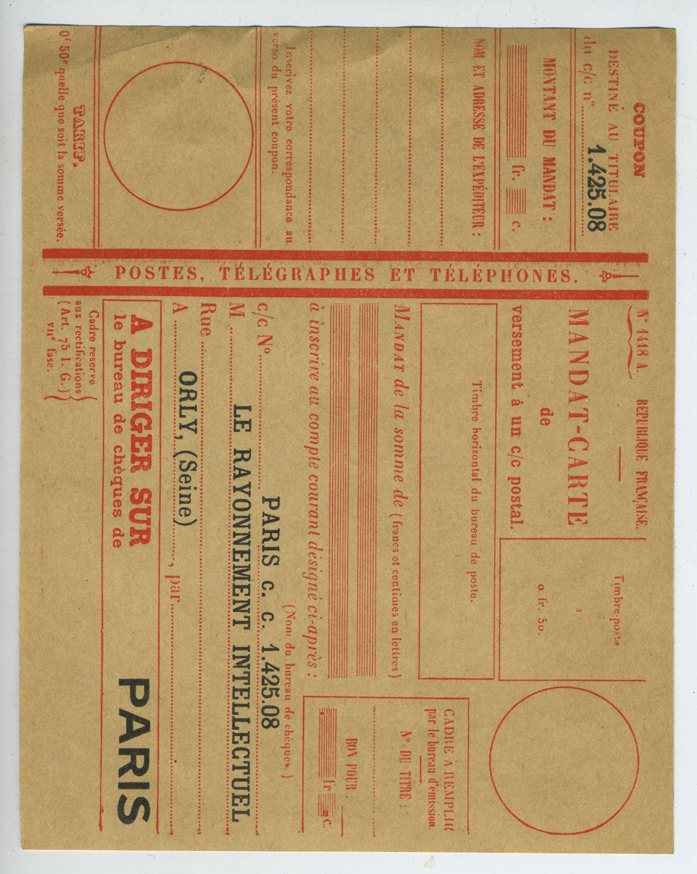 COUPON
DESTINÉ AU TITULAIRE
du c/c n° 1.425.08
MONTANT DU MANDAT :
fr. c.
NOM ET ADRESSE DE L'EXPÉDITEUR :
Inscrivez votre correspondance au
verso du présent coupon.
TARIF.
0f 50c quelle que soit la somme versée.
POSTES, TÉLÉGRAPHES ET TÉLÉPHONES.
N° 1418 A. RÉPUBLIQUE FRANÇAISE.
MANDAT-CARTE
de
versement à un c/c postal.
Timbre-poste
0 fr. 50.
Timbre horizontal du bureau de poste.
MANDAT de la somme de (francs et centimes en lettres)
à inscrire au compte courant désigné ci-après :
CADRE A REMPLIR
par le bureau d'émission.
N° DU TITRE :
BON POUR :
fr. c.
(Nom du bureau de chèques.)
c/c N° PARIS c. c. 1.425.08
M LE RAYONNEMENT INTELLECTUEL
Rue
A ORLY, (Seine), par
A DIRIGER SUR
le bureau de chèques de
PARIS
Cadre réservé
aux rectifications
(Art. 75 I. G.)
VIIe fasc.